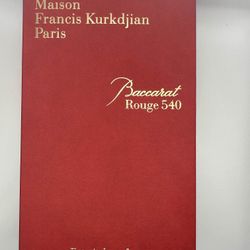 Maison
Francis Kurkdjian
Paris
Baccarat
Rouge 540